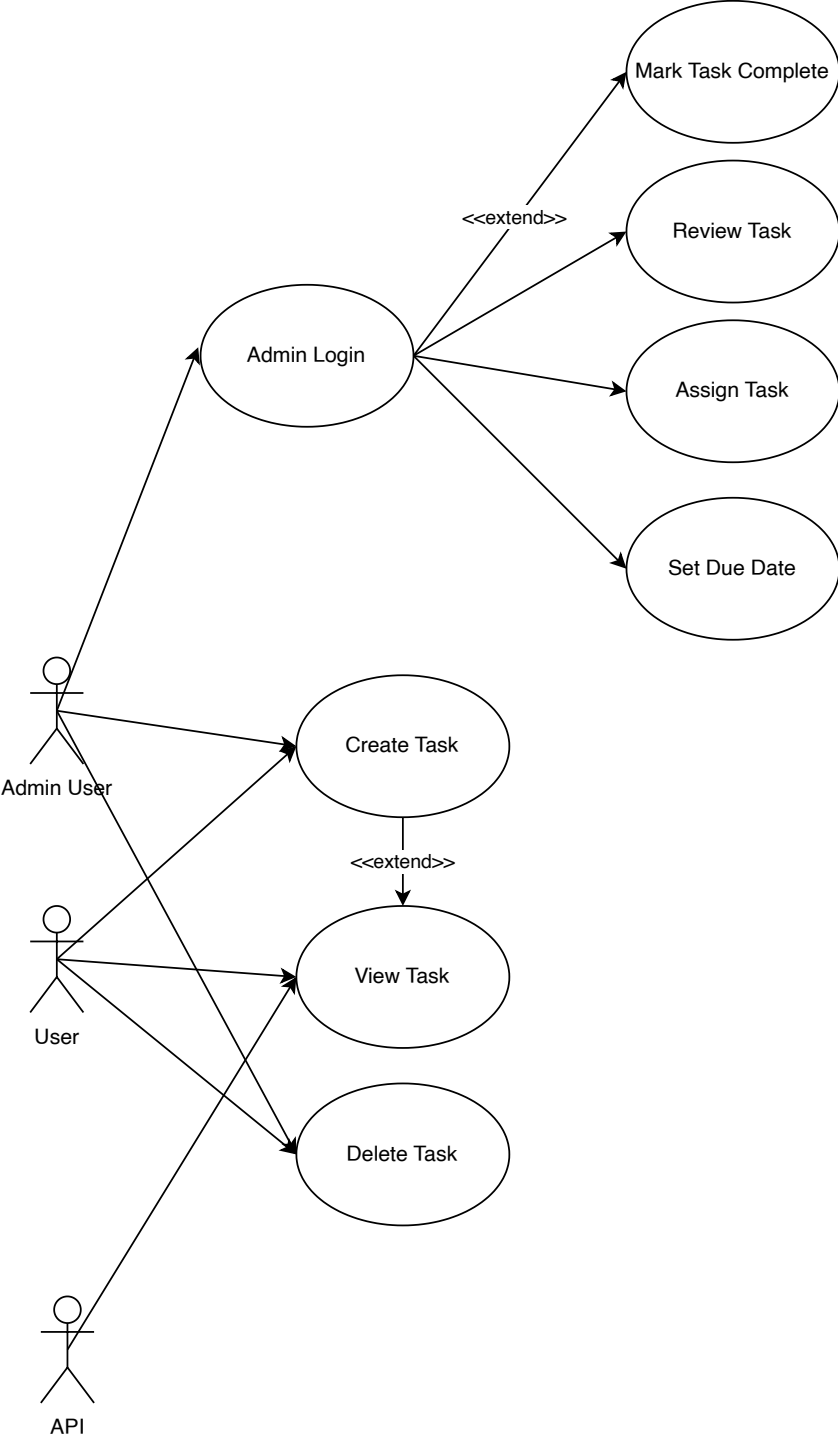 Mark Task Complete
<<extend>>
Review Task
Admin Login
Assign Task
Set Due Date
Create Task
Admin User
<<extend>>
View Task
User
Delete Task
API